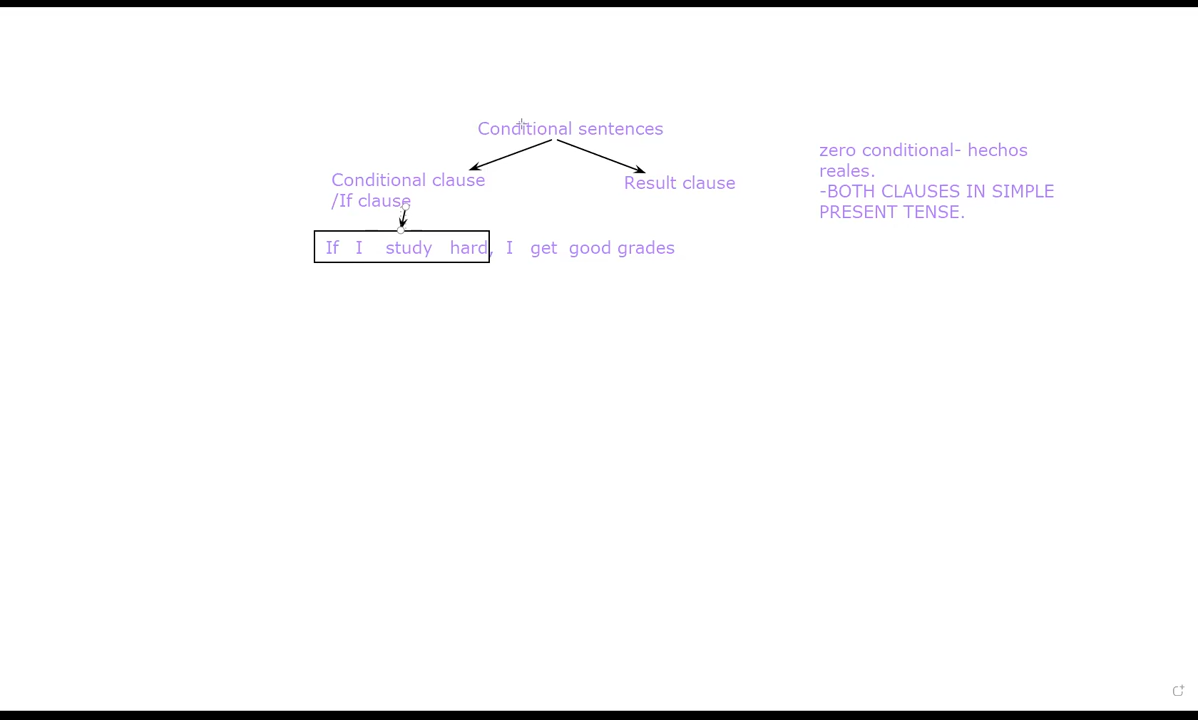 Conditional sentences
Conditional clause
/If clause
Result clause
If I study hard, I get good grades
zero conditional- hechos
reales.
-BOTH CLAUSES IN SIMPLE
PRESENT TENSE.